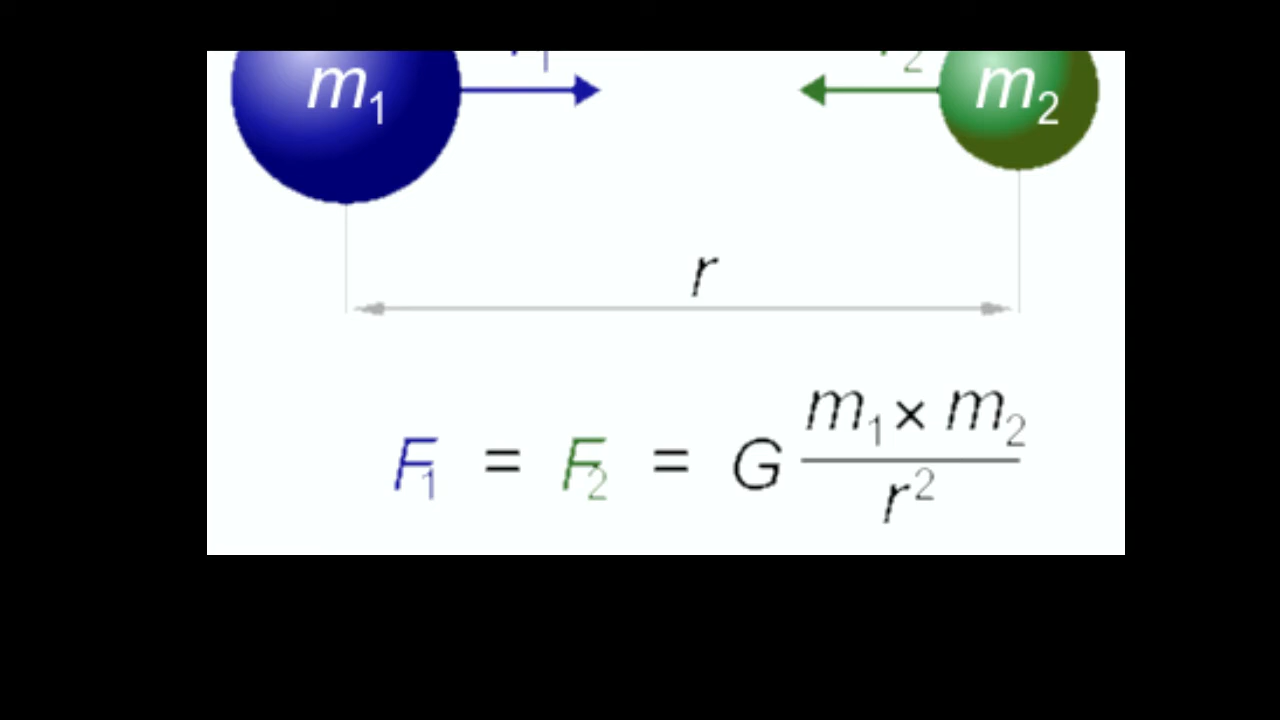 m₁ m₂
r
F₁ = F₂ = G m₁ × m₂ / r²